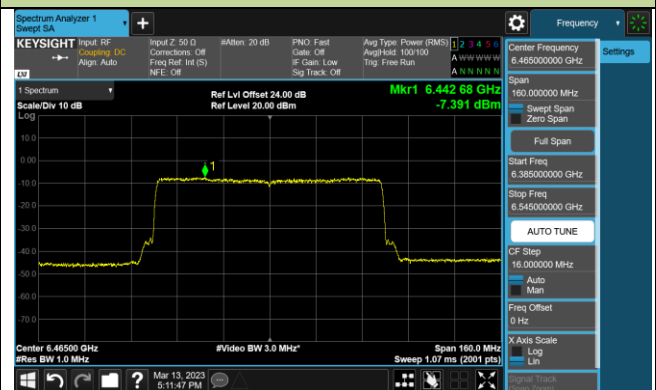 Spectrum Analyzer 1
Swept SA
+
Frequency
KEYSIGHT
Input: RF
Coupling: DC
Align: Auto
Input Z: 50 Ω
Corrections: Off
Freq Ref: Int (S)
NFE: Off
#Atten: 20 dB
PNO: Fast
Gate: Off
IF Gain: Low
Sig Track: Off
Avg Type: Power (RMS)
Avg|Hold: 100/100
Trig: Free Run
1 2 3 4 5 6
A W W W W W
A N N N N N
LXI
1 Spectrum
Scale/Div 10 dB
Log
Ref Lvl Offset 24.00 dB
Ref Level 20.00 dBm
Mkr1 6.442 68 GHz
-7.391 dBm
10.0
0.00
-10.0
-20.0
-30.0
-40.0
-50.0
-60.0
-70.0
1
Center 6.46500 GHz
#Res BW 1.0 MHz
#Video BW 3.0 MHz*
Span 160.0 MHz
Sweep 1.07 ms (2001 pts)
Mar 13, 2023
5:11:47 PM
?
Center Frequency
6.465000000 GHz
Settings
Span
160.000000 MHz
Swept Span
Zero Span
Full Span
Start Freq
6.385000000 GHz
Stop Freq
6.545000000 GHz
AUTO TUNE
CF Step
16.000000 MHz
Auto
Man
Freq Offset
0 Hz
X Axis Scale
Log
Lin
Signal Track